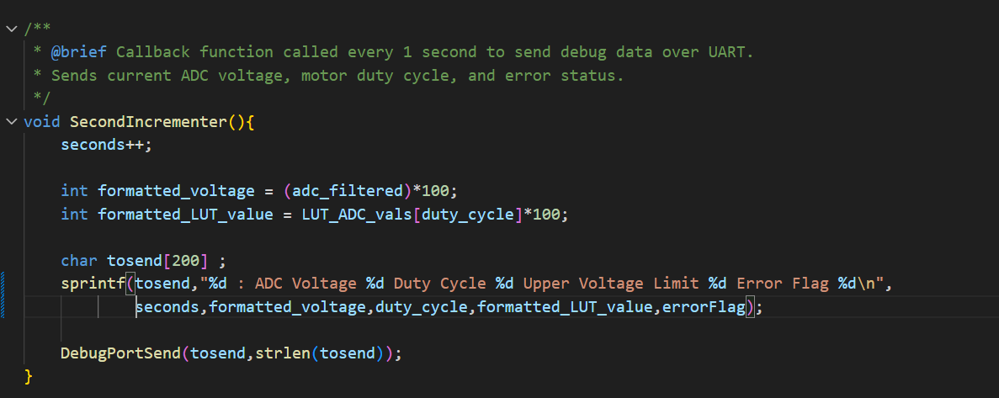 /**
 * @brief Callback function called every 1 second to send debug data over UART.
 * Sends current ADC voltage, motor duty cycle, and error status.
 */
void SecondIncrementer(){
    seconds++;
    int formatted_voltage = (adc_filtered)*100;
    int formatted_LUT_value = LUT_ADC_vals[duty_cycle]*100;
    char tosend[200] ;
    sprintf(tosend,"%d : ADC Voltage %d Duty Cycle %d Upper Voltage Limit %d Error Flag %d\n",
            seconds,formatted_voltage,duty_cycle,formatted_LUT_value,errorFlag);
    DebugPortSend(tosend,strlen(tosend));
}